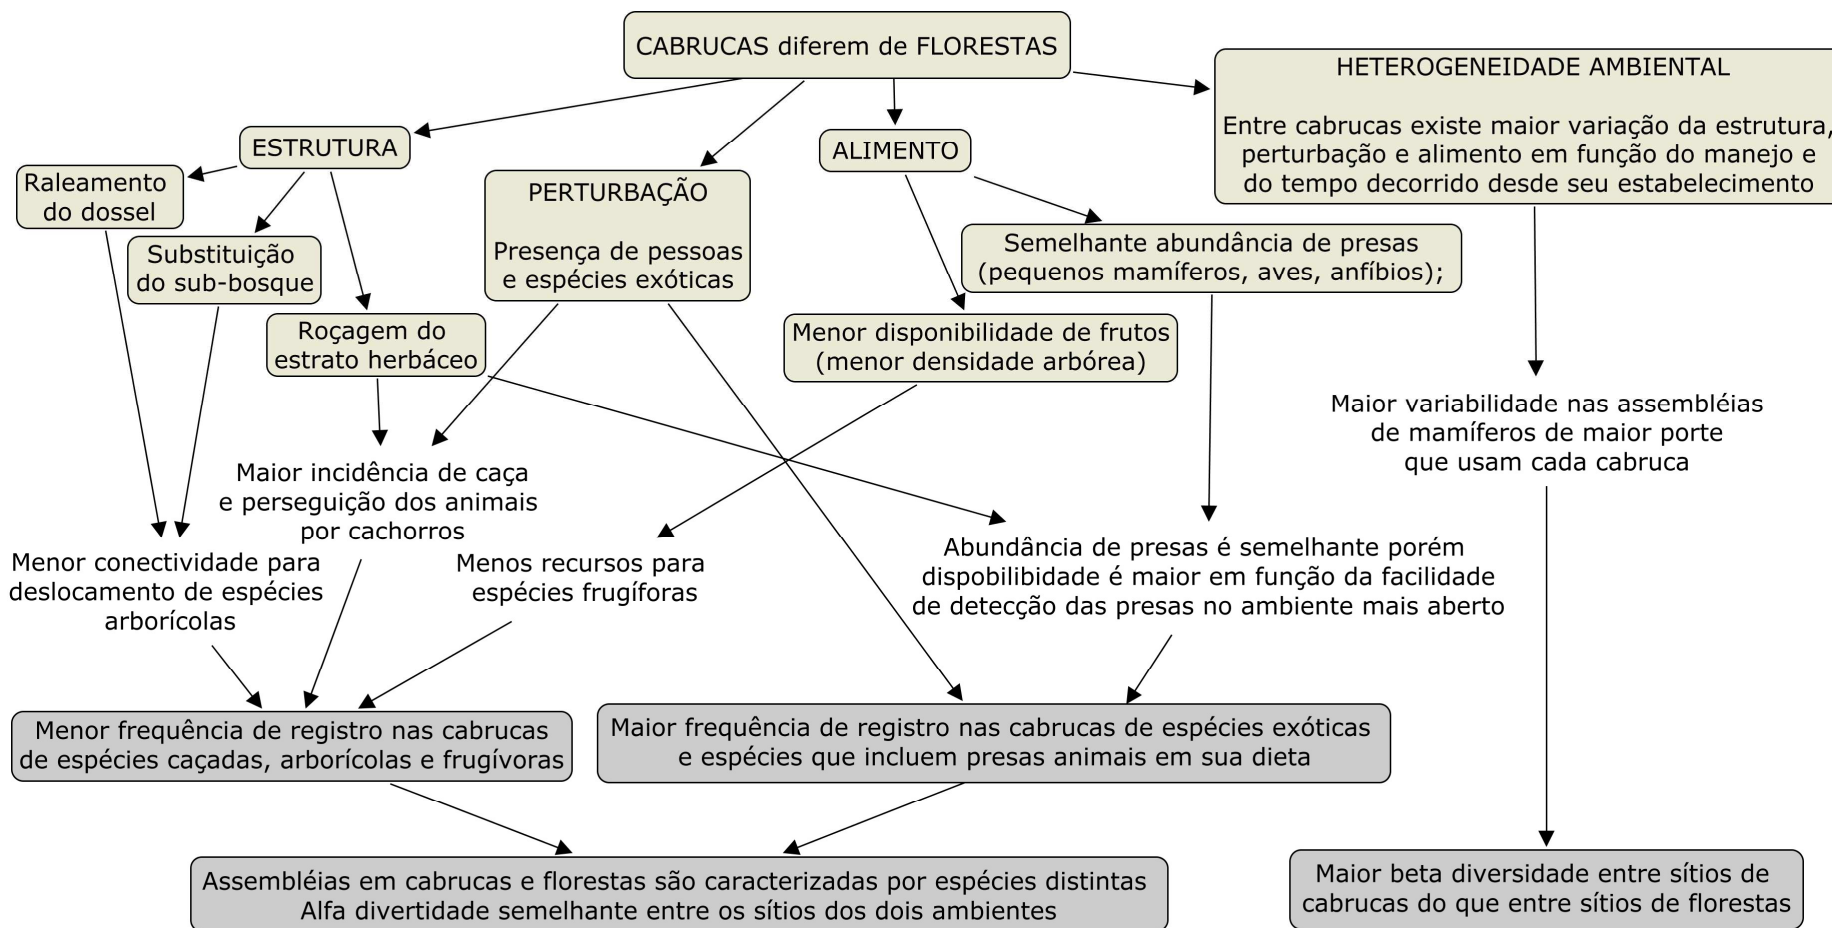 CABRUCAS diferem de FLORESTAS
HETEROGENEIDADE AMBIENTAL
Entre cabrucas existe maior variação da estrutura,
perturbação e alimento em função do manejo e
do tempo decorrido desde seu estabelecimento
ESTRUTURA
ALIMENTO
Raleamento
do dossel
PERTURBAÇÃO
Presença de pessoas
e espécies exóticas
Substituição
do sub-bosque
Semelhante abundância de presas
(pequenos mamíferos, aves, anfíbios);
Roçagem do
estrato herbáceo
Menor disponibilidade de frutos
(menor densidade arbórea)
Maior variabilidade nas assembléias
de mamíferos de maior porte
que usam cada cabruca
Maior incidência de caça
e perseguição dos animais
por cachorros
Menor conectividade para
deslocamento de espécies
arborícolas
Menos recursos para
espécies frugíforas
Abundância de presas é semelhante porém
dispobilibidade é maior em função da facilidade
de detecção das presas no ambiente mais aberto
Menor frequência de registro nas cabrucas
de espécies caçadas, arborícolas e frugívoras
Maior frequência de registro nas cabrucas de espécies exóticas
e espécies que incluem presas animais em sua dieta
Assembléias em cabrucas e florestas são caracterizadas por espécies distintas
Alfa divertidade semelhante entre os sítios dos dois ambientes
Maior beta diversidade entre sítios de
cabrucas do que entre sítios de florestas